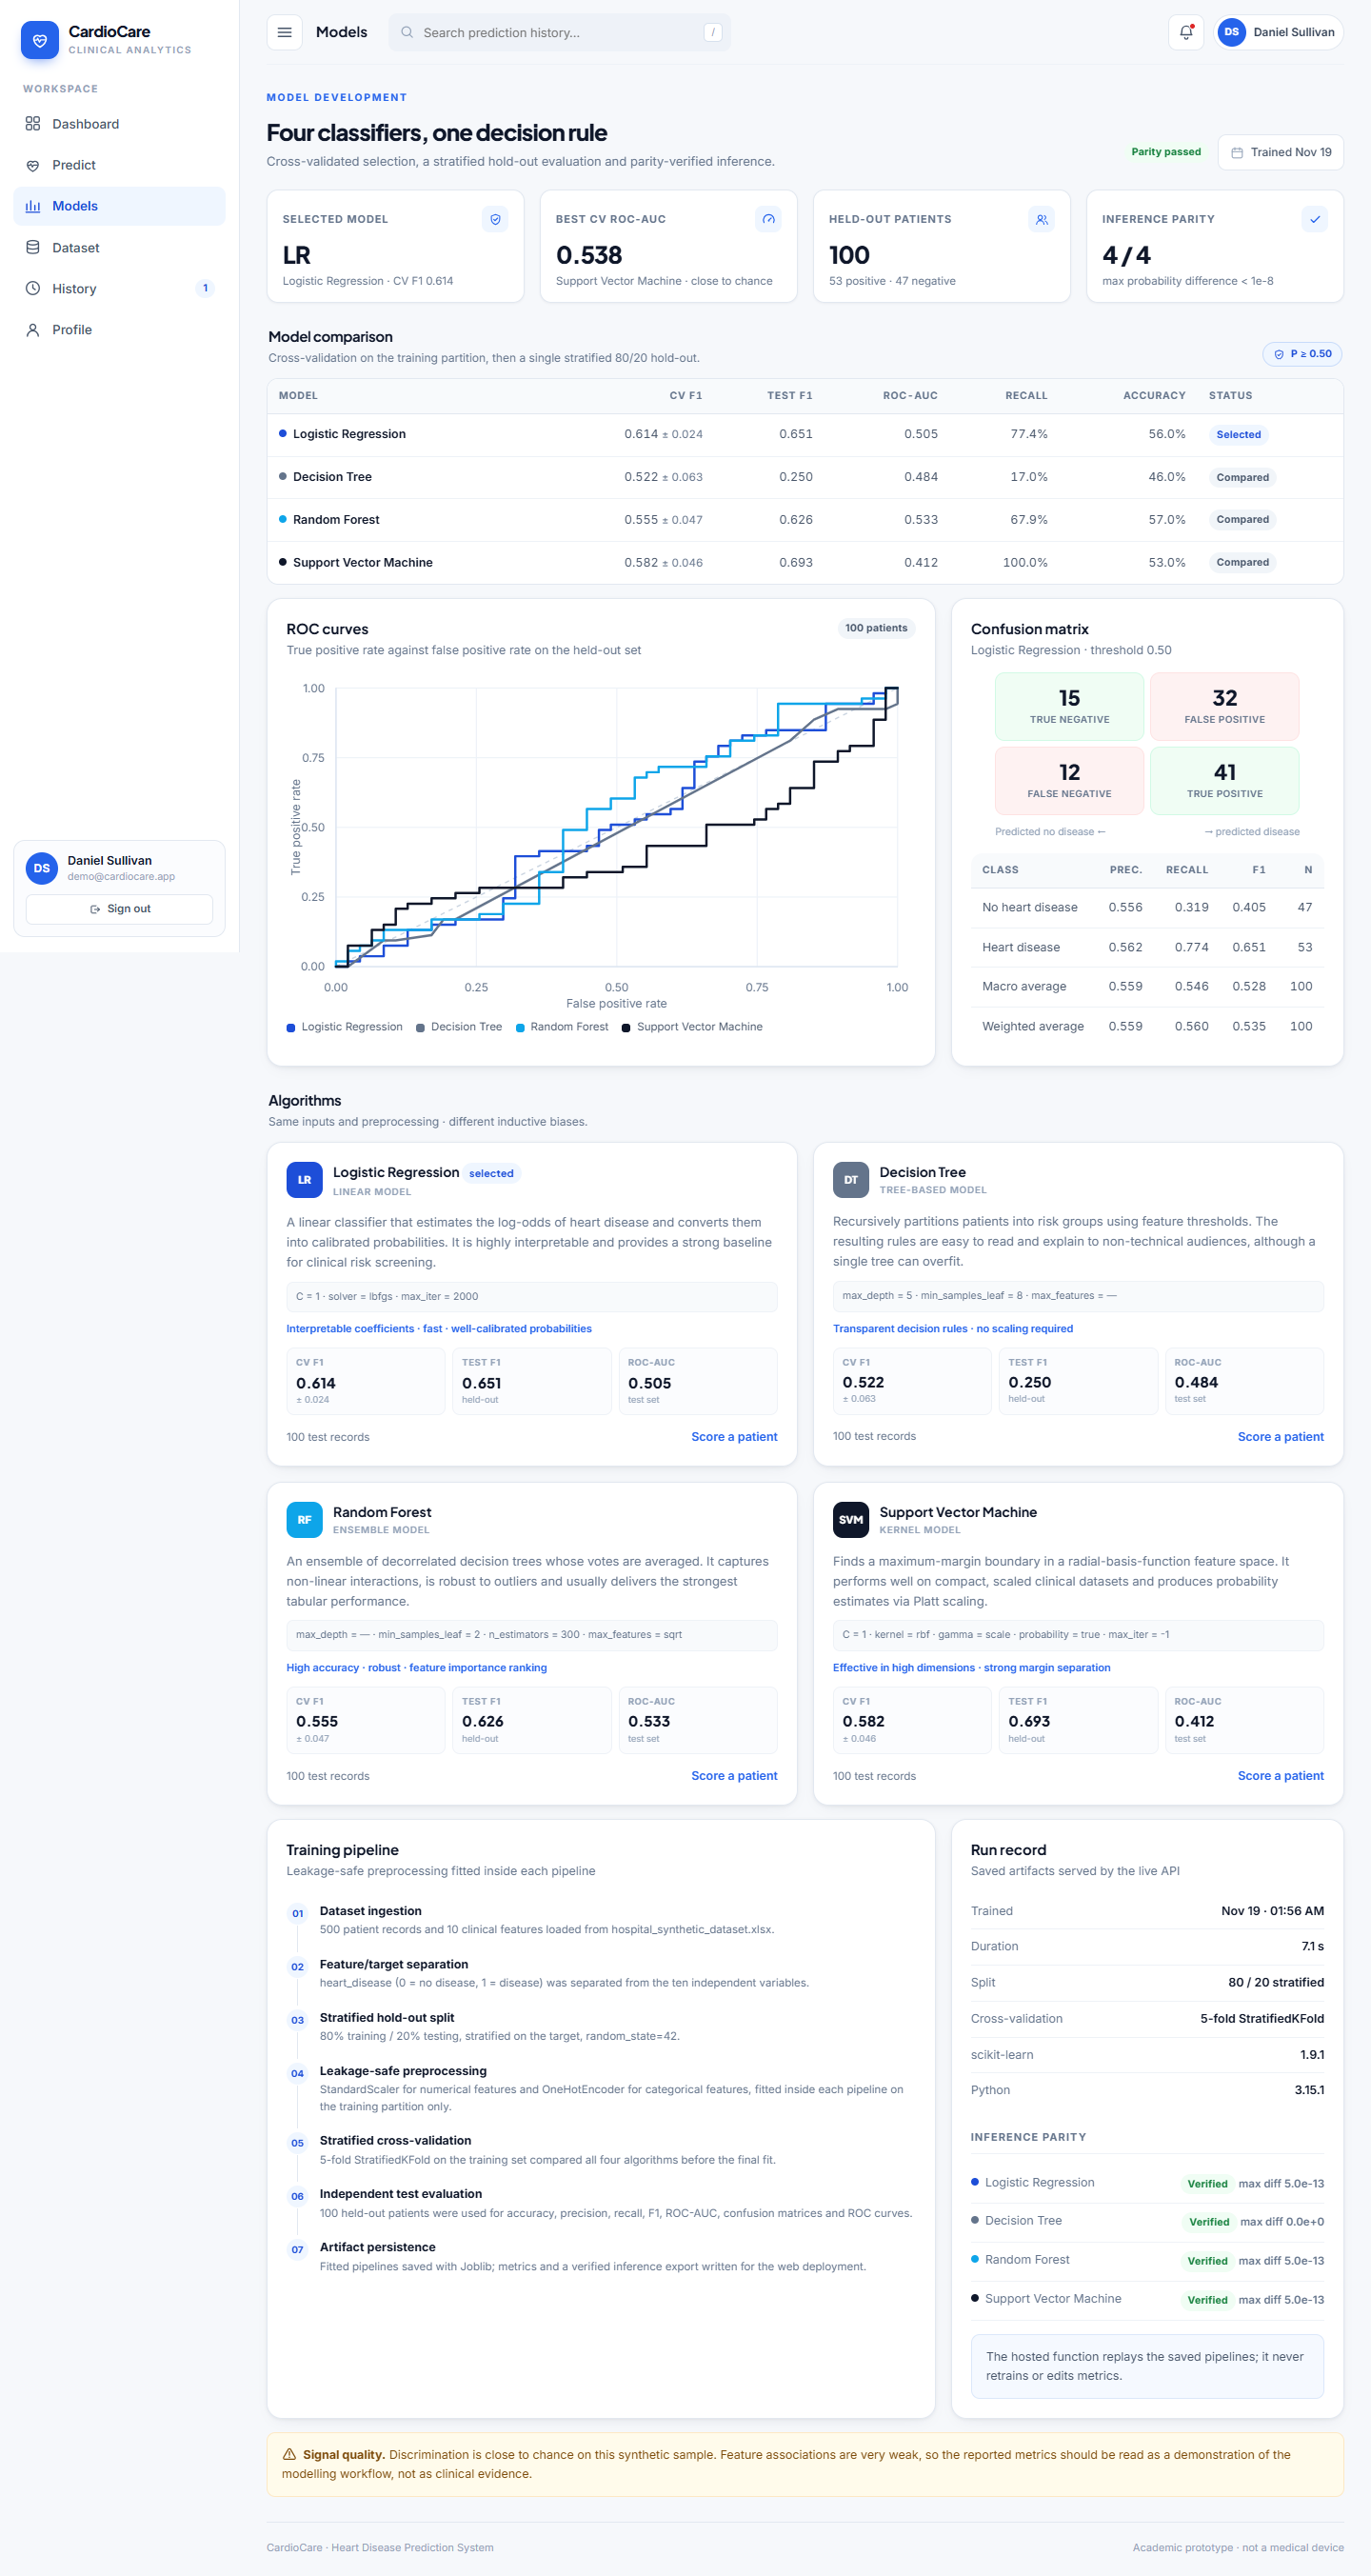 CardioCare
CLINICAL ANALYTICS
WORKSPACE
Dashboard
Predict
Models
Dataset
History 1
Profile
DS Daniel Sullivan
demo@cardiocare.app
Sign out
Models
Search prediction history... /
DS Daniel Sullivan
MODEL DEVELOPMENT
Four classifiers, one decision rule
Cross-validated selection, a stratified hold-out evaluation and parity-verified inference.
Parity passed
Trained Nov 19
SELECTED MODEL
LR
Logistic Regression · CV F1 0.614
BEST CV ROC-AUC
0.538
Support Vector Machine · close to chance
HELD-OUT PATIENTS
100
53 positive · 47 negative
INFERENCE PARITY
4 / 4
max probability difference < 1e-8
Model comparison
Cross-validation on the training partition, then a single stratified 80/20 hold-out.
P ≥ 0.50
MODEL CV F1 TEST F1 ROC-AUC RECALL ACCURACY STATUS
Logistic Regression 0.614 ± 0.024 0.651 0.505 77.4% 56.0% Selected
Decision Tree 0.522 ± 0.063 0.250 0.484 17.0% 46.0% Compared
Random Forest 0.555 ± 0.047 0.626 0.533 67.9% 57.0% Compared
Support Vector Machine 0.582 ± 0.046 0.693 0.412 100.0% 53.0% Compared
ROC curves
100 patients
True positive rate against false positive rate on the held-out set
True positive rate
1.00
0.75
0.50
0.25
0.00
0.00 0.25 0.50 0.75 1.00
False positive rate
Logistic Regression Decision Tree Random Forest Support Vector Machine
Confusion matrix
Logistic Regression · threshold 0.50
15
TRUE NEGATIVE
32
FALSE POSITIVE
12
FALSE NEGATIVE
41
TRUE POSITIVE
Predicted no disease ← → predicted disease
CLASS PREC. RECALL F1 N
No heart disease 0.556 0.319 0.405 47
Heart disease 0.562 0.774 0.651 53
Macro average 0.559 0.546 0.528 100
Weighted average 0.559 0.560 0.535 100
Algorithms
Same inputs and preprocessing · different inductive biases.
LR Logistic Regression selected
LINEAR MODEL
A linear classifier that estimates the log-odds of heart disease and converts them
into calibrated probabilities. It is highly interpretable and provides a strong baseline
for clinical risk screening.
C = 1 · solver = lbfgs · max_iter = 2000
Interpretable coefficients · fast · well-calibrated probabilities
CV F1
0.614
± 0.024
TEST F1
0.651
held-out
ROC-AUC
0.505
test set
100 test records Score a patient
DT Decision Tree
TREE-BASED MODEL
Recursively partitions patients into risk groups using feature thresholds. The
resulting rules are easy to read and explain to non-technical audiences, although a
single tree can overfit.
max_depth = 5 · min_samples_leaf = 8 · max_features = —
Transparent decision rules · no scaling required
CV F1
0.522
± 0.063
TEST F1
0.250
held-out
ROC-AUC
0.484
test set
100 test records Score a patient
RF Random Forest
ENSEMBLE MODEL
An ensemble of decorrelated decision trees whose votes are averaged. It captures
non-linear interactions, is robust to outliers and usually delivers the strongest
tabular performance.
max_depth = — · min_samples_leaf = 2 · n_estimators = 300 · max_features = sqrt
High accuracy · robust · feature importance ranking
CV F1
0.555
± 0.047
TEST F1
0.626
held-out
ROC-AUC
0.533
test set
100 test records Score a patient
SVM Support Vector Machine
KERNEL MODEL
Finds a maximum-margin boundary in a radial-basis-function feature space. It
performs well on compact, scaled clinical datasets and produces probability
estimates via Platt scaling.
C = 1 · kernel = rbf · gamma = scale · probability = true · max_iter = -1
Effective in high dimensions · strong margin separation
CV F1
0.582
± 0.046
TEST F1
0.693
held-out
ROC-AUC
0.412
test set
100 test records Score a patient
Training pipeline
Leakage-safe preprocessing fitted inside each pipeline
01 Dataset ingestion
500 patient records and 10 clinical features loaded from hospital_synthetic_dataset.xlsx.
02 Feature/target separation
heart_disease (0 = no disease, 1 = disease) was separated from the ten independent variables.
03 Stratified hold-out split
80% training / 20% testing, stratified on the target, random_state=42.
04 Leakage-safe preprocessing
StandardScaler for numerical features and OneHotEncoder for categorical features, fitted inside each pipeline on
the training partition only.
05 Stratified cross-validation
5-fold StratifiedKFold on the training set compared all four algorithms before the final fit.
06 Independent test evaluation
100 held-out patients were used for accuracy, precision, recall, F1, ROC-AUC, confusion matrices and ROC curves.
07 Artifact persistence
Fitted pipelines saved with Joblib; metrics and a verified inference export written for the web deployment.
Run record
Saved artifacts served by the live API
Trained Nov 19 · 01:56 AM
Duration 7.1 s
Split 80 / 20 stratified
Cross-validation 5-fold StratifiedKFold
scikit-learn 1.9.1
Python 3.15.1
INFERENCE PARITY
Logistic Regression Verified max diff 5.0e-13
Decision Tree Verified max diff 0.0e+0
Random Forest Verified max diff 5.0e-13
Support Vector Machine Verified max diff 5.0e-13
The hosted function replays the saved pipelines; it never
retrains or edits metrics.
Signal quality. Discrimination is close to chance on this synthetic sample. Feature associations are very weak, so the reported metrics should be read as a demonstration of the
modelling workflow, not as clinical evidence.
CardioCare · Heart Disease Prediction System
Academic prototype · not a medical device